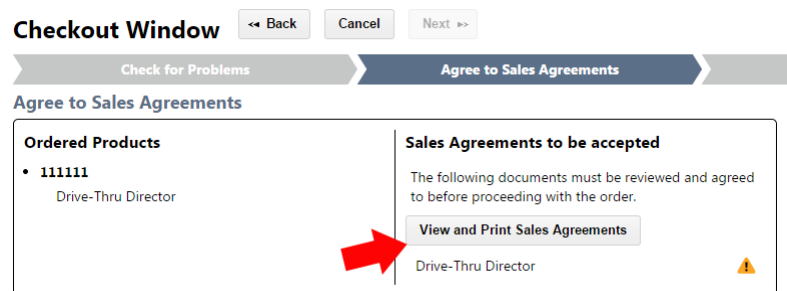 Checkout Window
◂◂ Back
Cancel
Next ▸▸
Check for Problems
Agree to Sales Agreements
Agree to Sales Agreements
Ordered Products
• 111111
Drive-Thru Director
Sales Agreements to be accepted
The following documents must be reviewed and agreed
to before proceeding with the order.
View and Print Sales Agreements
Drive-Thru Director